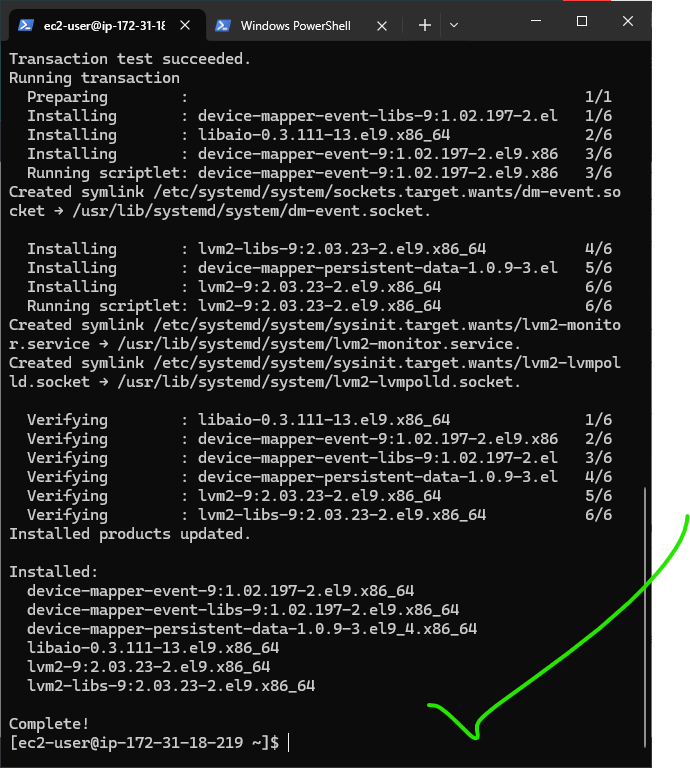 ec2-user@ip-172-31-18
Windows PowerShell
Transaction test succeeded.
Running transaction
  Preparing        :                                            1/1
  Installing       : device-mapper-event-libs-9:1.02.197-2.el   1/6
  Installing       : libaio-0.3.111-13.el9.x86_64               2/6
  Installing       : device-mapper-event-9:1.02.197-2.el9.x86   3/6
  Running scriptlet: device-mapper-event-9:1.02.197-2.el9.x86   3/6
Created symlink /etc/systemd/system/sockets.target.wants/dm-event.so
cket → /usr/lib/systemd/system/dm-event.socket.
  Installing       : lvm2-libs-9:2.03.23-2.el9.x86_64           4/6
  Installing       : device-mapper-persistent-data-1.0.9-3.el   5/6
  Installing       : lvm2-9:2.03.23-2.el9.x86_64                6/6
  Running scriptlet: lvm2-9:2.03.23-2.el9.x86_64                6/6
Created symlink /etc/systemd/system/sysinit.target.wants/lvm2-monito
r.service → /usr/lib/systemd/system/lvm2-monitor.service.
Created symlink /etc/systemd/system/sysinit.target.wants/lvm2-lvmpol
ld.socket → /usr/lib/systemd/system/lvm2-lvmpolld.socket.
  Verifying        : libaio-0.3.111-13.el9.x86_64               1/6
  Verifying        : device-mapper-event-9:1.02.197-2.el9.x86   2/6
  Verifying        : device-mapper-event-libs-9:1.02.197-2.el   3/6
  Verifying        : device-mapper-persistent-data-1.0.9-3.el   4/6
  Verifying        : lvm2-9:2.03.23-2.el9.x86_64                5/6
  Verifying        : lvm2-libs-9:2.03.23-2.el9.x86_64           6/6
Installed products updated.
Installed:
  device-mapper-event-9:1.02.197-2.el9.x86_64
  device-mapper-event-libs-9:1.02.197-2.el9.x86_64
  device-mapper-persistent-data-1.0.9-3.el9_4.x86_64
  libaio-0.3.111-13.el9.x86_64
  lvm2-9:2.03.23-2.el9.x86_64
  lvm2-libs-9:2.03.23-2.el9.x86_64
Complete!
[ec2-user@ip-172-31-18-219 ~]$